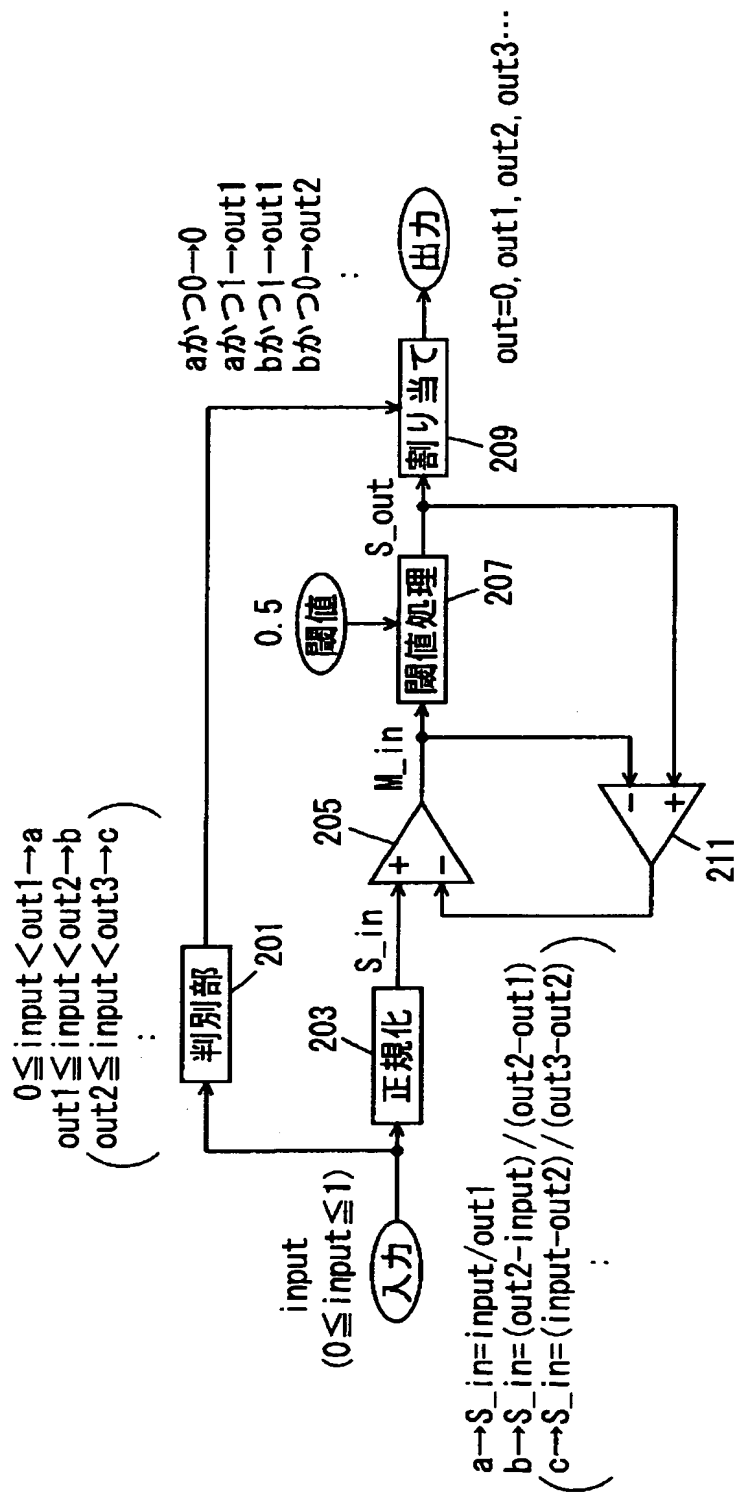 0≦input<out1→a
out1≦input<out2→b
out2≦input<out3→c
:
判別部
201
input
(0≦input≦1)
入力
正規化
203
S_in
a→S_in=input/out1
b→S_in=(out2-input)/(out2-out1)
c→S_in=(input-out2)/(out3-out2)
:
205
+
-
M_in
0.5
閾値
閾値処理
207
S_out
-
+
211
割り当て
209
aかつ0→0
aかつ1→out1
bかつ1→out1
bかつ0→out2
:
出力
out=0, out1, out2, out3…